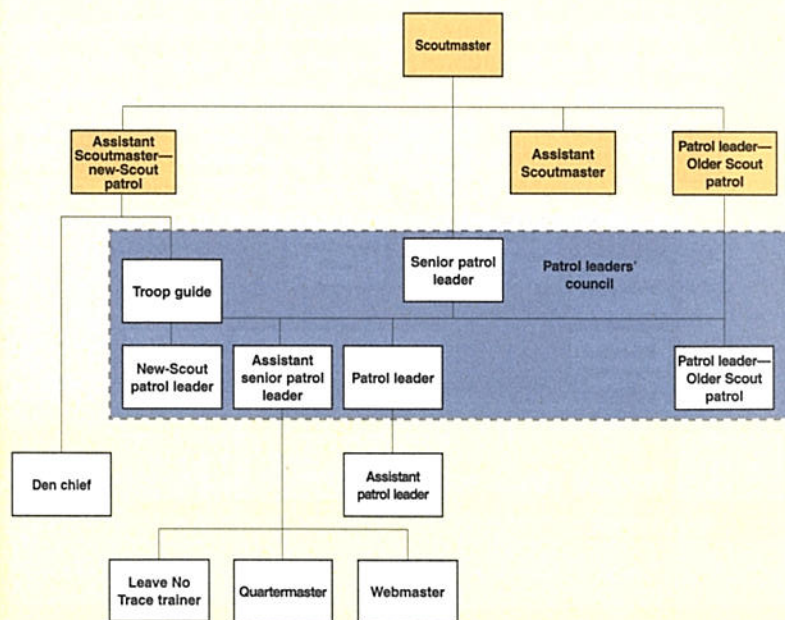 Scoutmaster
Assistant
Scoutmaster—
new-Scout
patrol
Assistant
Scoutmaster
Patrol leader—
Older Scout
patrol
Troop guide
Senior patrol
leader
Patrol leaders'
council
New-Scout
patrol leader
Assistant
senior patrol
leader
Patrol leader
Patrol leader—
Older Scout
patrol
Den chief
Assistant
patrol leader
Leave No
Trace trainer
Quartermaster
Webmaster